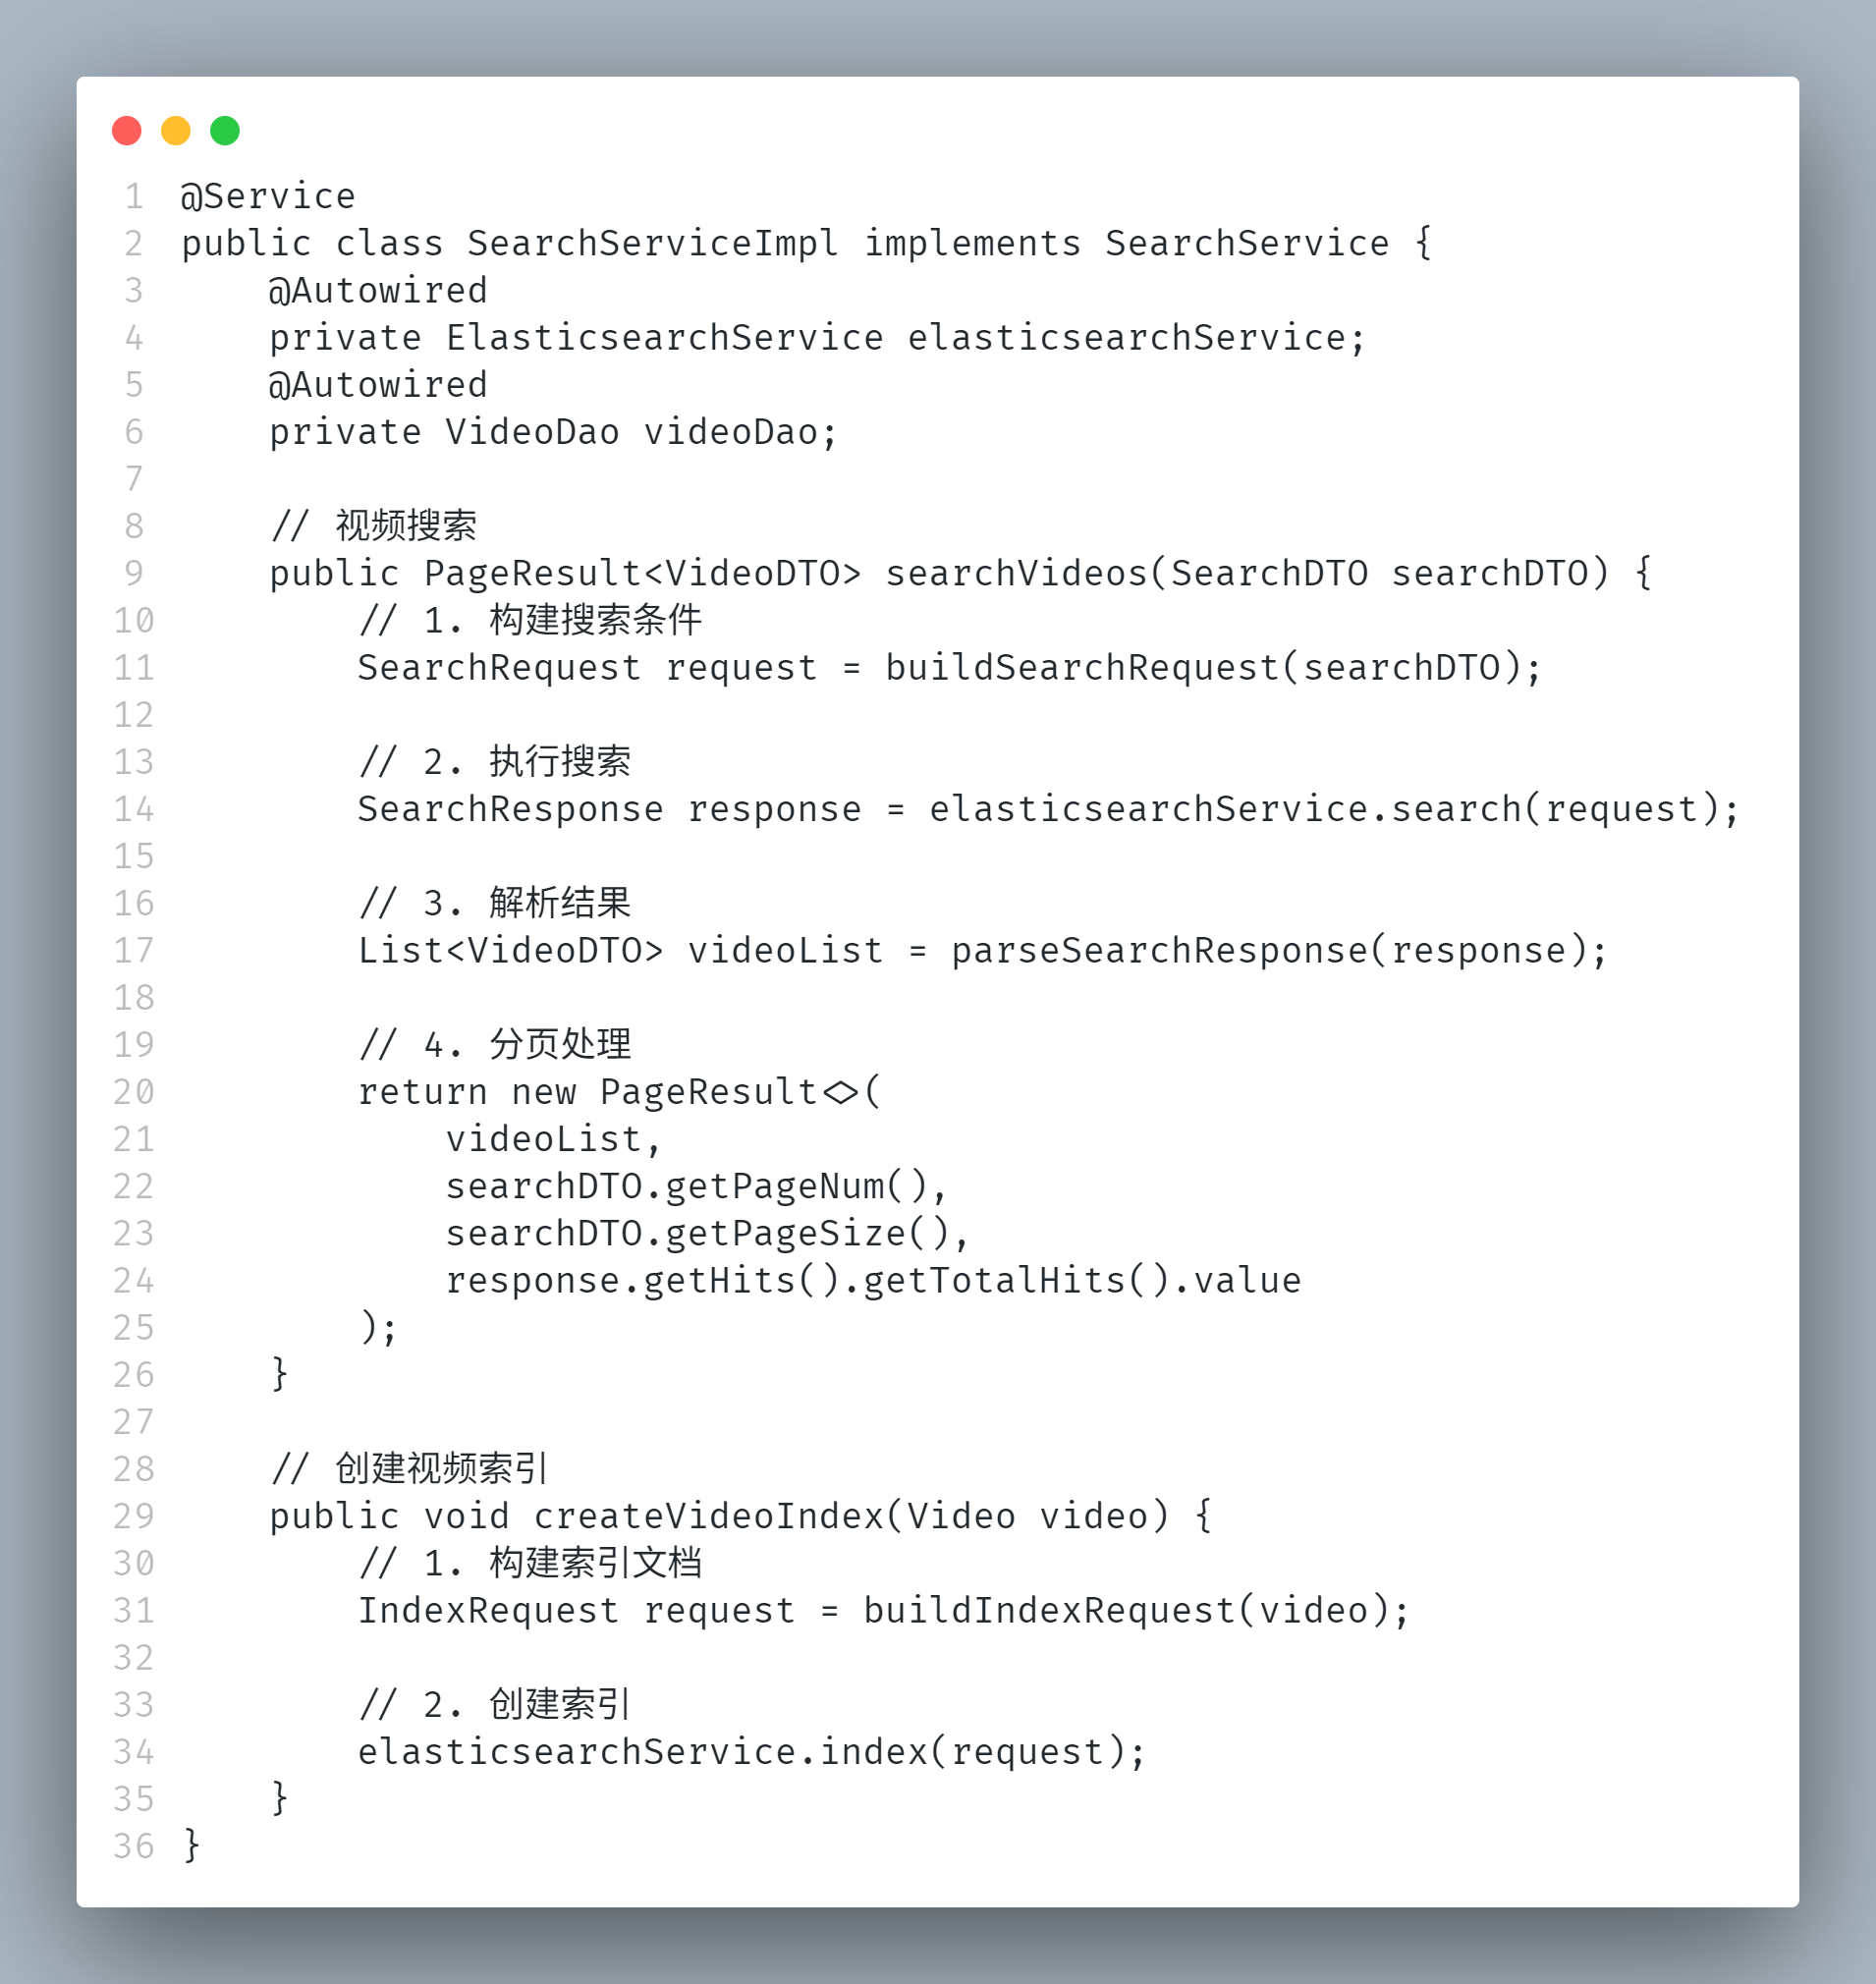 1 @Service
2 public class SearchServiceImpl implements SearchService {
3     @Autowired
4     private ElasticsearchService elasticsearchService;
5     @Autowired
6     private VideoDao videoDao;
7
8     // 视频搜索
9     public PageResult<VideoDTO> searchVideos(SearchDTO searchDTO) {
10         // 1. 构建搜索条件
11         SearchRequest request = buildSearchRequest(searchDTO);
12
13         // 2. 执行搜索
14         SearchResponse response = elasticsearchService.search(request);
15
16         // 3. 解析结果
17         List<VideoDTO> videoList = parseSearchResponse(response);
18
19         // 4. 分页处理
20         return new PageResult<>(
21             videoList,
22             searchDTO.getPageNum(),
23             searchDTO.getPageSize(),
24             response.getHits().getTotalHits().value
25         );
26     }
27
28     // 创建视频索引
29     public void createVideoIndex(Video video) {
30         // 1. 构建索引文档
31         IndexRequest request = buildIndexRequest(video);
32
33         // 2. 创建索引
34         elasticsearchService.index(request);
35     }
36 }